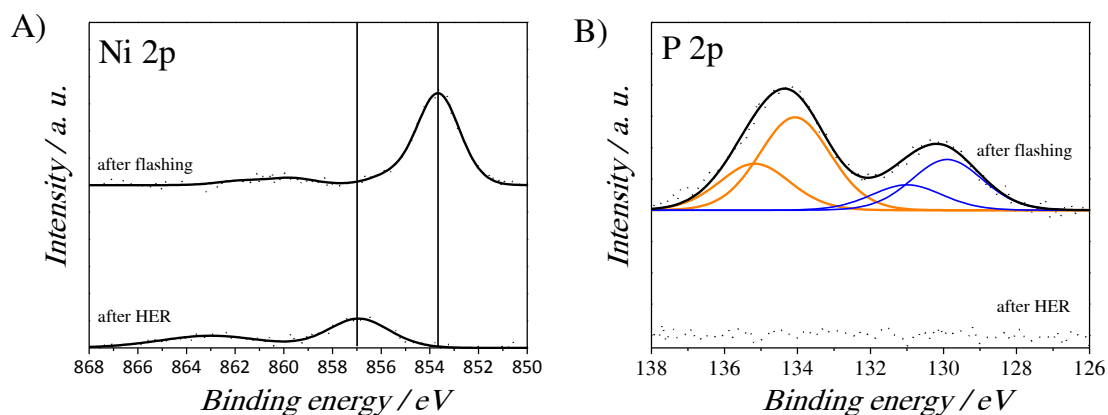 A)
Ni 2p
Intensity / a. u.
after flashing
after HER
868 866 864 862 860 858 856 854 852 850
Binding energy / eV
B)
P 2p
Intensity / a. u.
after flashing
after HER
138 136 134 132 130 128 126
Binding energy / eV